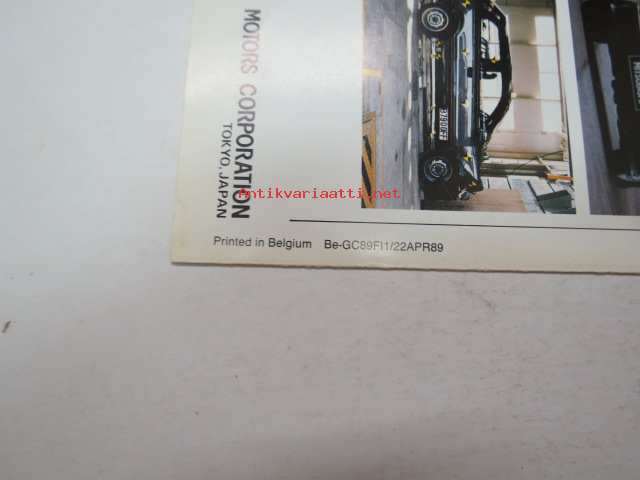 MOTORS CORPORATION
TOKYO, JAPAN
Antikvariaatti.net
Printed in Belgium Be-GC89FI1/22APR89